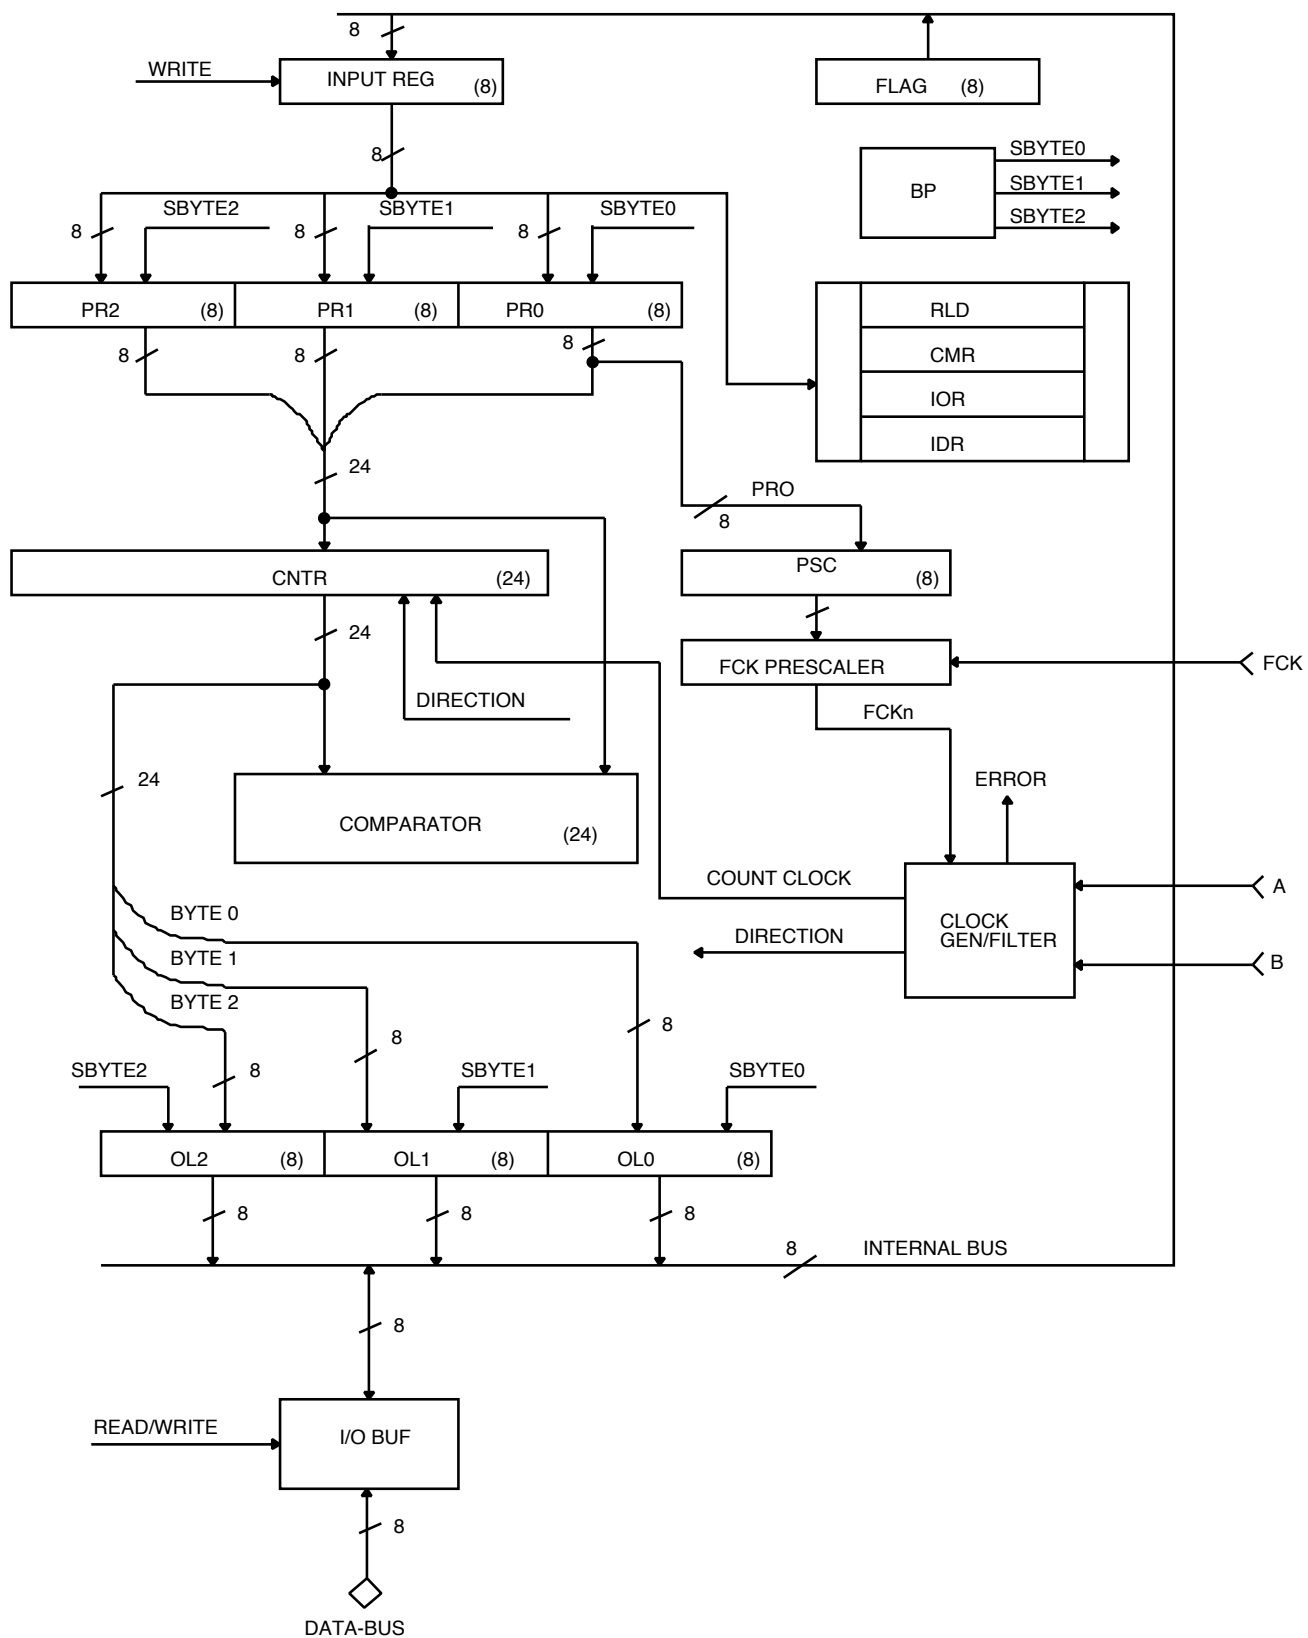 8
WRITE
INPUT REG
(8)
FLAG (8)
8
SBYTE0
BP
SBYTE1
SBYTE2
SBYTE2
SBYTE1
SBYTE0
8
8
8
PR2 (8)
PR1 (8)
PR0 (8)
RLD
CMR
IOR
IDR
8
8
8
24
PRO
8
CNTR (24)
PSC
(8)
24
FCK PRESCALER
FCK
DIRECTION
FCKn
24
ERROR
COMPARATOR (24)
COUNT CLOCK
A
BYTE 0
CLOCK
GEN/FILTER
DIRECTION
BYTE 1
B
BYTE 2
8
8
8
SBYTE2
SBYTE1
SBYTE0
OL2 (8)
OL1 (8)
OL0 (8)
8
8
8
8
INTERNAL BUS
8
READ/WRITE
I/O BUF
8
DATA-BUS